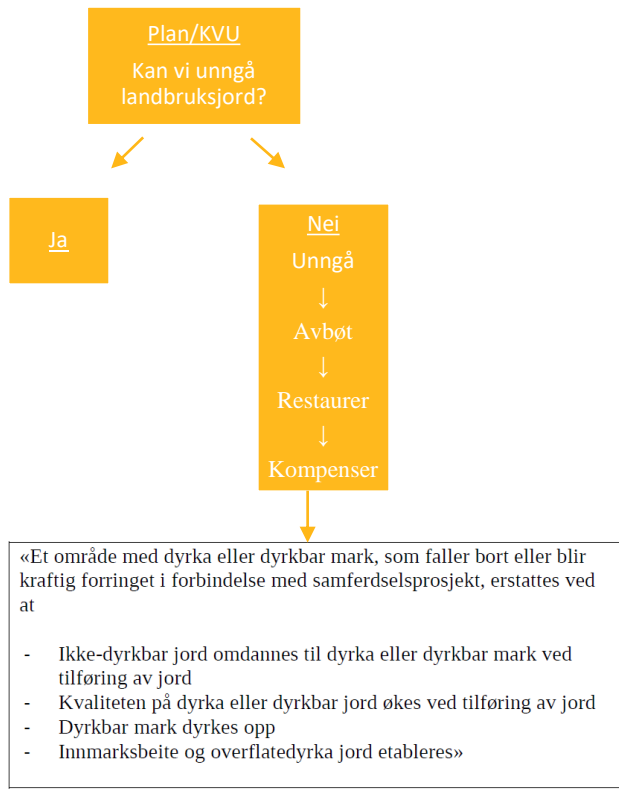 Plan/KVU
Kan vi unngå
landbruksjord?
Ja
Nei
Unngå
↓
Avbøt
↓
Restaurer
↓
Kompenser
«Et område med dyrka eller dyrkbar mark, som faller bort eller blir
kraftig forringet i forbindelse med samferdselsprosjekt, erstattes ved
at
- Ikke-dyrkbar jord omdannes til dyrka eller dyrkbar mark ved
tilføring av jord
- Kvaliteten på dyrka eller dyrkbar jord økes ved tilføring av jord
- Dyrkbar mark dyrkes opp
- Innmarksbeite og overflatedyrka jord etableres»